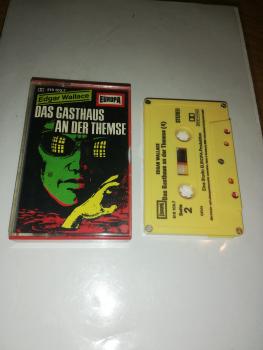 Edgar Wallace
EUROPA
DAS GASTHAUS
AN DER THEMSE
STEREO
EDGAR WALLACE
Das Gasthaus an der Themse (4)
Seite
2
Eine Studio EUROPA-Produktion